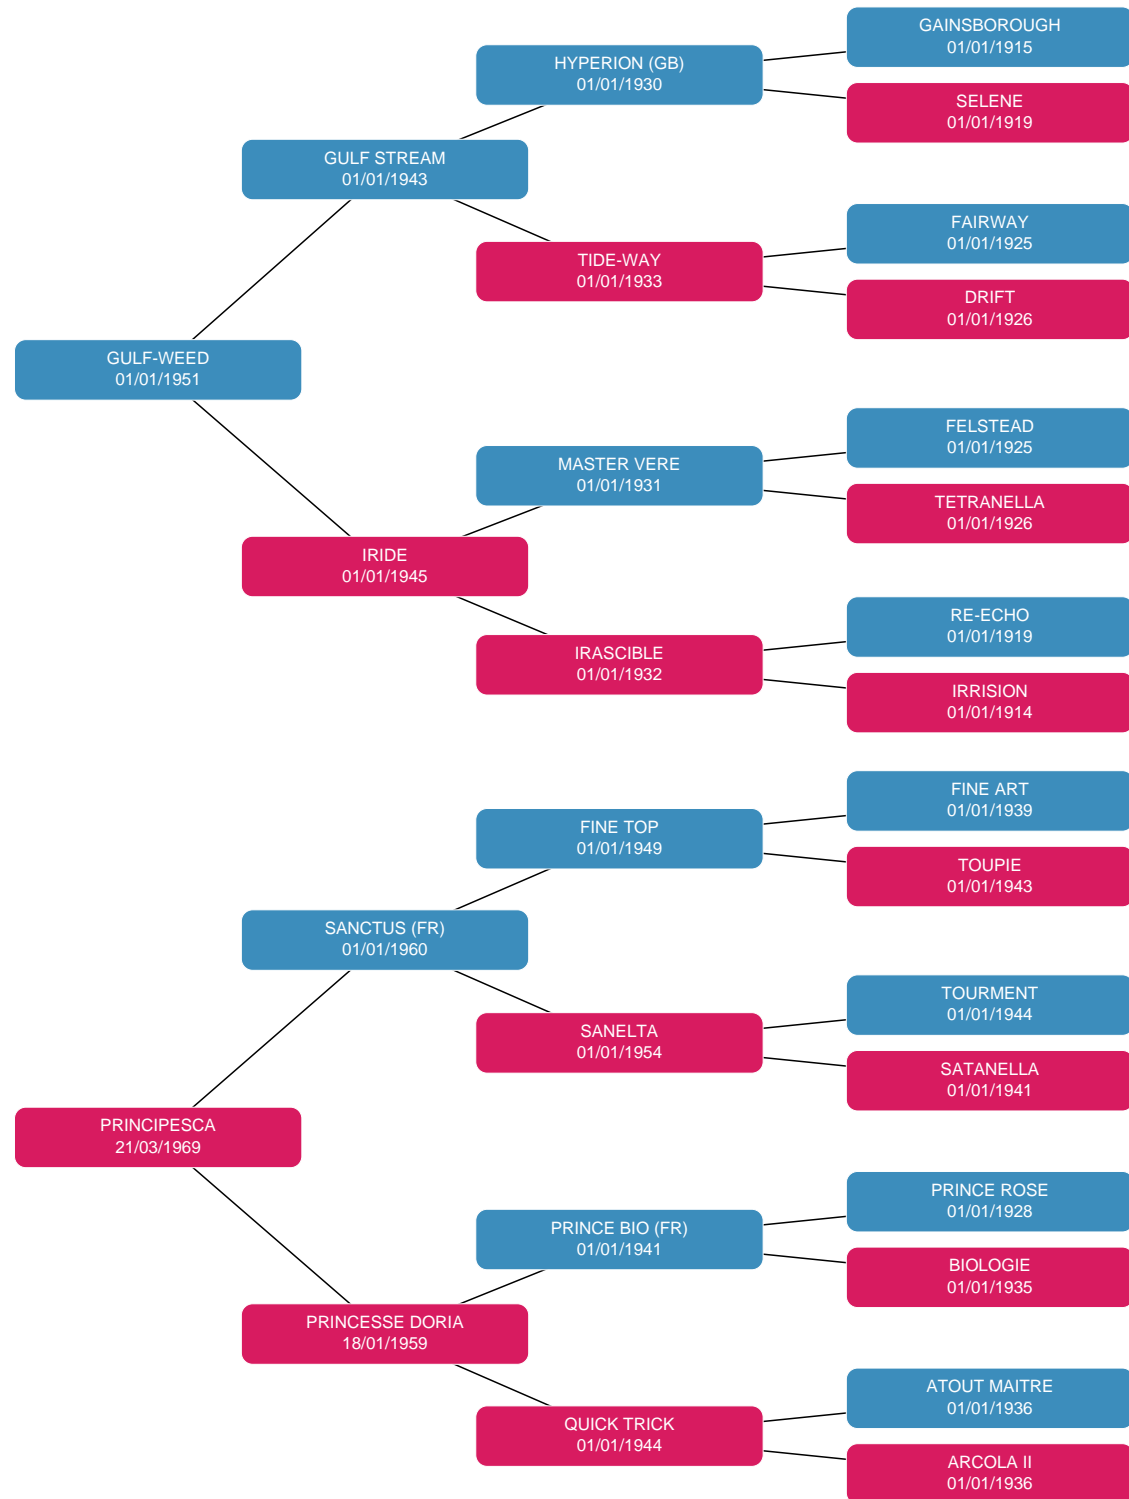 GAINSBOROUGH
01/01/1915
HYPERION (GB)
01/01/1930
SELENE
01/01/1919
GULF STREAM
01/01/1943
FAIRWAY
01/01/1925
TIDE-WAY
01/01/1933
DRIFT
01/01/1926
GULF-WEED
01/01/1951
FELSTEAD
01/01/1925
MASTER VERE
01/01/1931
TETRANELLA
01/01/1926
IRIDE
01/01/1945
RE-ECHO
01/01/1919
IRASCIBLE
01/01/1932
IRRISION
01/01/1914
FINE ART
01/01/1939
FINE TOP
01/01/1949
TOUPIE
01/01/1943
SANCTUS (FR)
01/01/1960
TOURMENT
01/01/1944
SANELTA
01/01/1954
SATANELLA
01/01/1941
PRINCIPESCA
21/03/1969
PRINCE ROSE
01/01/1928
PRINCE BIO (FR)
01/01/1941
BIOLOGIE
01/01/1935
PRINCESSE DORIA
18/01/1959
ATOUT MAITRE
01/01/1936
QUICK TRICK
01/01/1944
ARCOLA II
01/01/1936